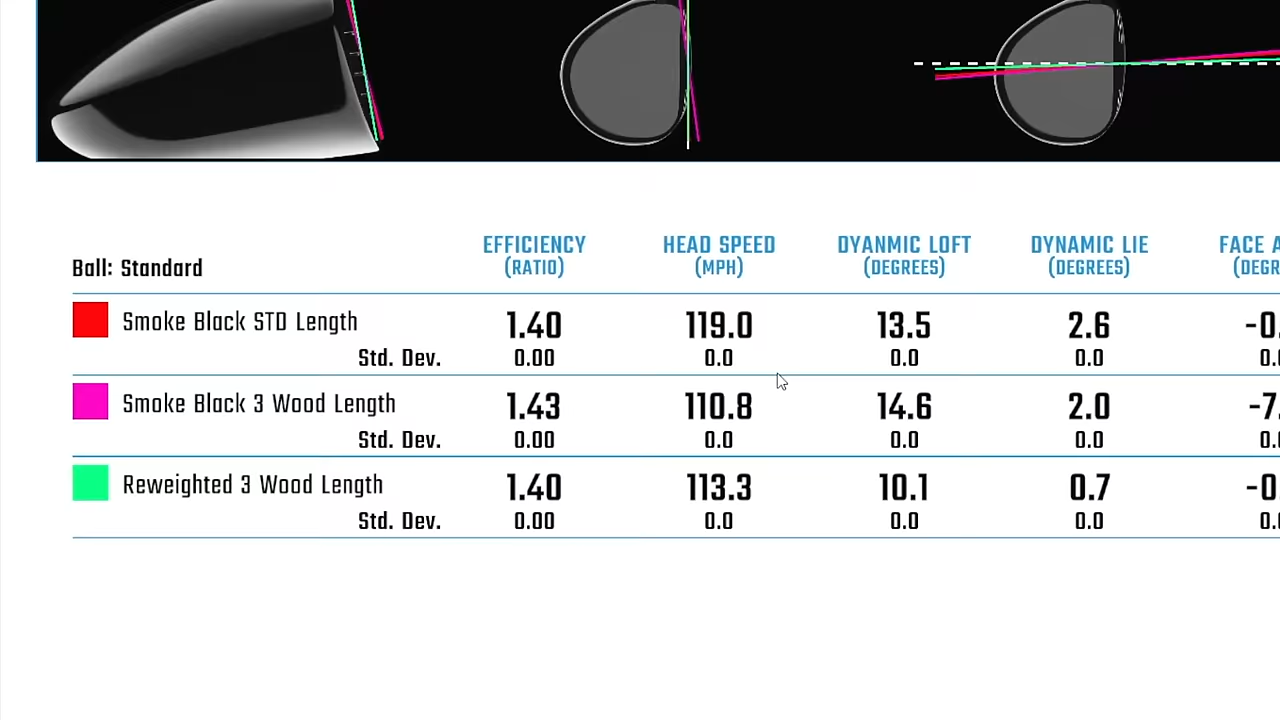 EFFICIENCY HEAD SPEED DYANMIC LOFT DYNAMIC LIE FACE
Ball: Standard (RATIO) (MPH) (DEGREES) (DEGREES)
Smoke Black STD Length 1.40 119.0 13.5 2.6
Std. Dev. 0.00 0.0 0.0 0.0
Smoke Black 3 Wood Length 1.43 110.8 14.6 2.0
Std. Dev. 0.00 0.0 0.0 0.0
Reweighted 3 Wood Length 1.40 113.3 10.1 0.7
Std. Dev. 0.00 0.0 0.0 0.0